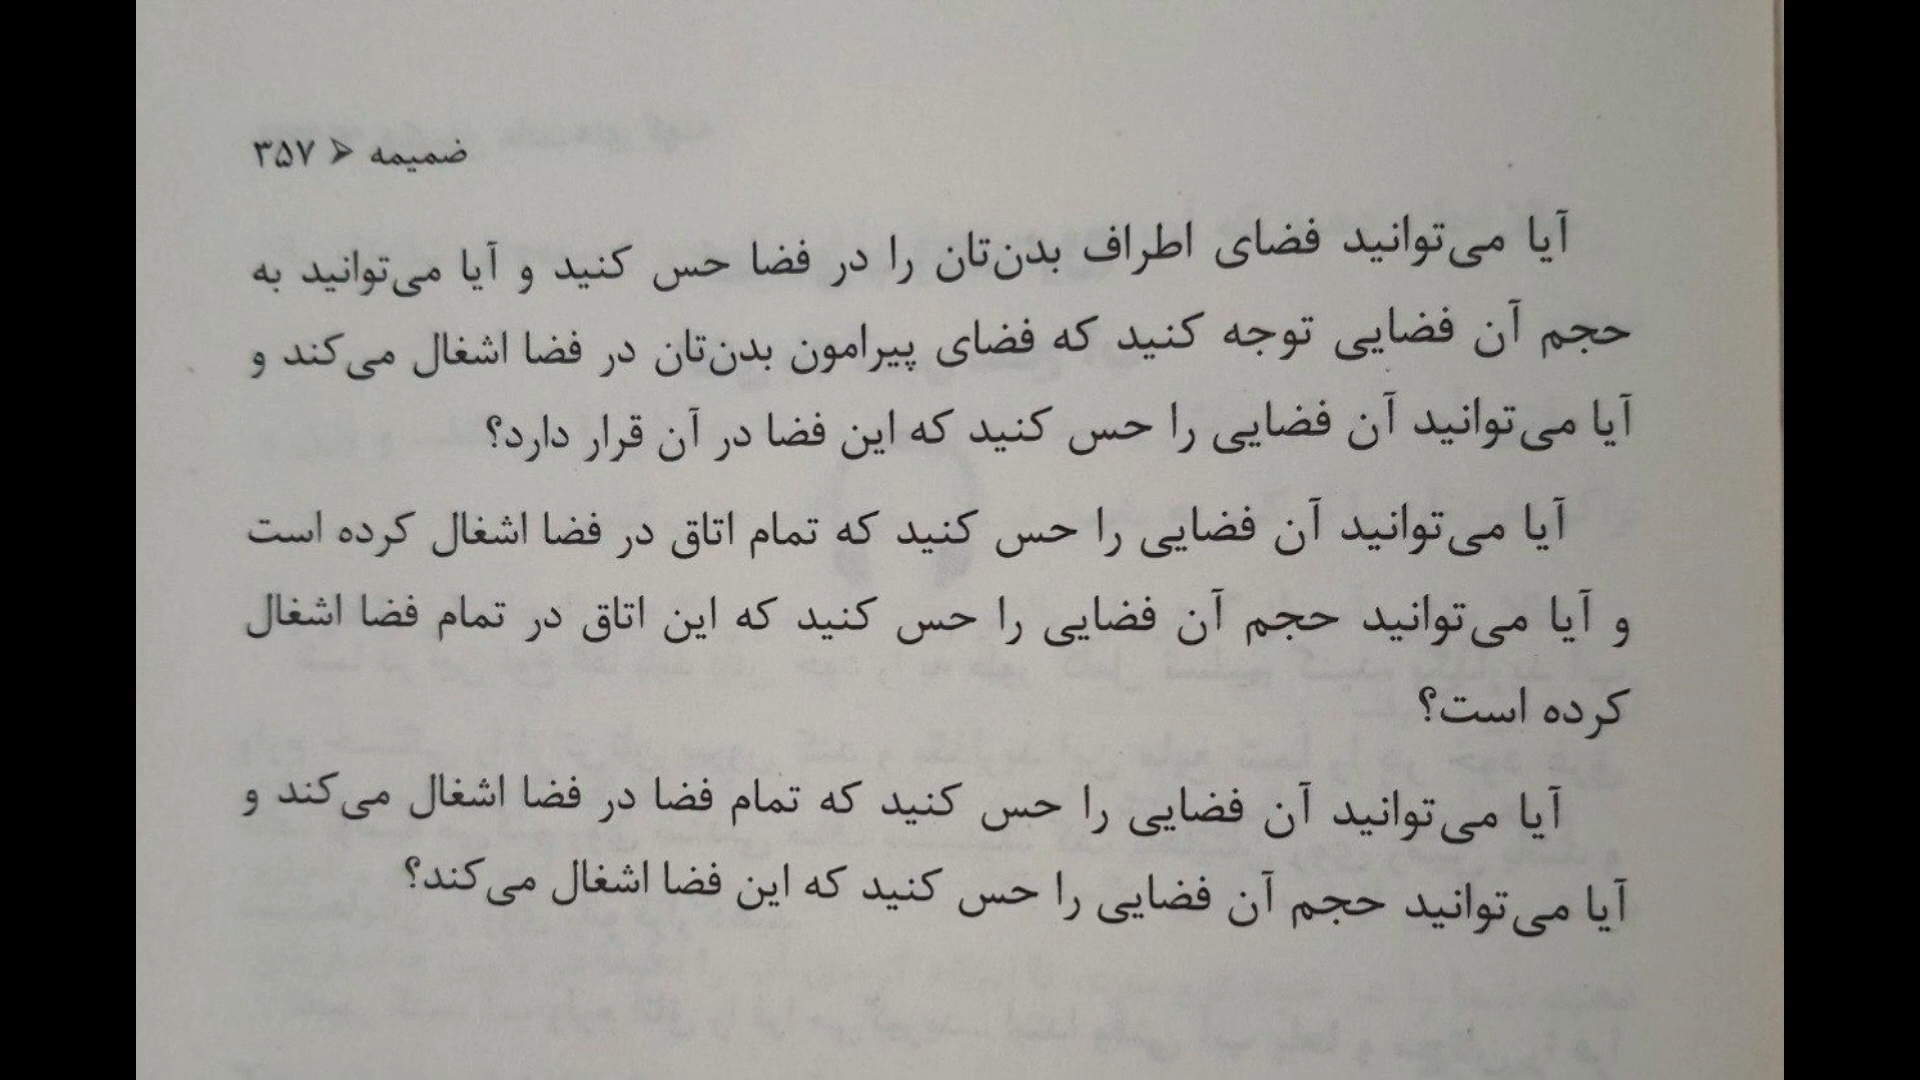 ضمیمه > ۳۵۷
آیا می‌توانید فضای اطراف بدن‌تان را در فضا حس کنید و آیا می‌توانید به
حجم آن فضایی توجه کنید که فضای پیرامون بدن‌تان در فضا اشغال می‌کند و
آیا می‌توانید آن فضایی را حس کنید که این فضا در آن قرار دارد؟
آیا می‌توانید آن فضایی را حس کنید که تمام اتاق در فضا اشغال کرده است
و آیا می‌توانید حجم آن فضایی را حس کنید که این اتاق در تمام فضا اشغال
کرده است؟
آیا می‌توانید آن فضایی را حس کنید که تمام فضا در فضا اشغال می‌کند و
آیا می‌توانید حجم آن فضایی را حس کنید که این فضا اشغال می‌کند؟